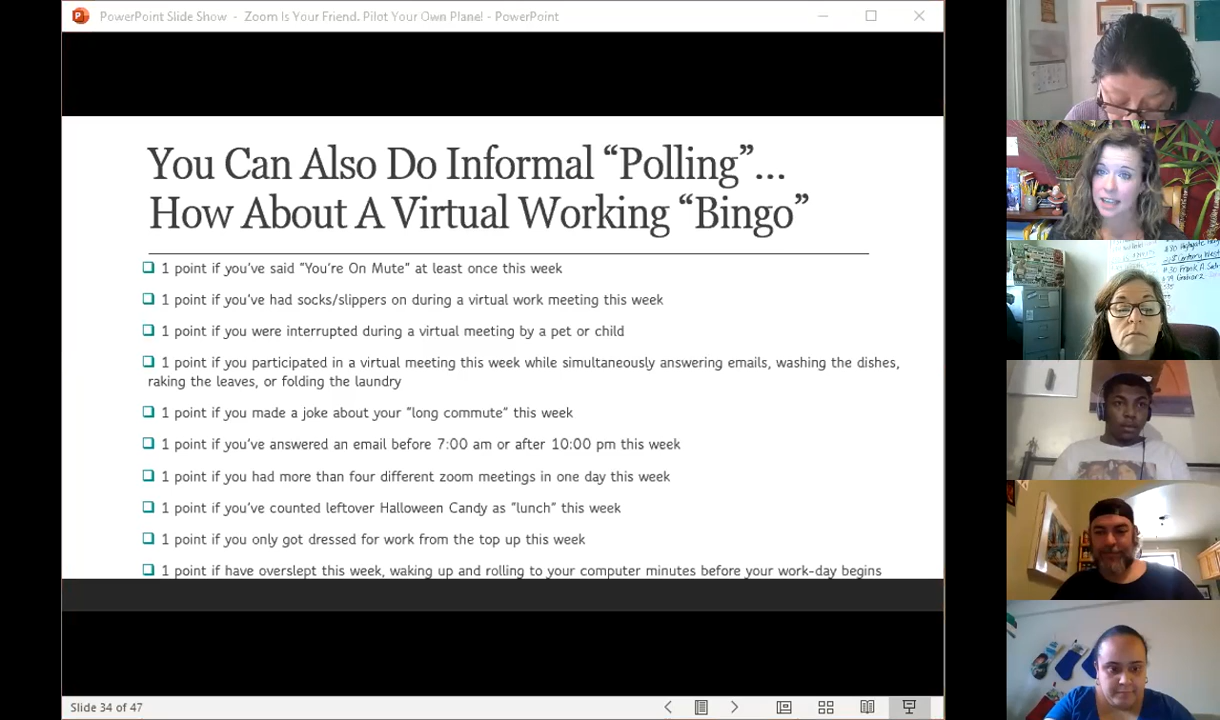 PowerPoint Slide Show - Zoom Is Your Friend. Pilot Your Own Plane! - PowerPoint
You Can Also Do Informal “Polling”...
How About A Virtual Working “Bingo”
1 point if you’ve said “You’re On Mute” at least once this week
1 point if you’ve had socks/slippers on during a virtual work meeting this week
1 point if you were interrupted during a virtual meeting by a pet or child
1 point if you participated in a virtual meeting this week while simultaneously answering emails, washing the dishes,
raking the leaves, or folding the laundry
1 point if you made a joke about your “long commute” this week
1 point if you’ve answered an email before 7:00 am or after 10:00 pm this week
1 point if you had more than four different zoom meetings in one day this week
1 point if you’ve counted leftover Halloween Candy as “lunch” this week
1 point if you only got dressed for work from the top up this week
1 point if have overslept this week, waking up and rolling to your computer minutes before your work-day begins
Slide 34 of 47